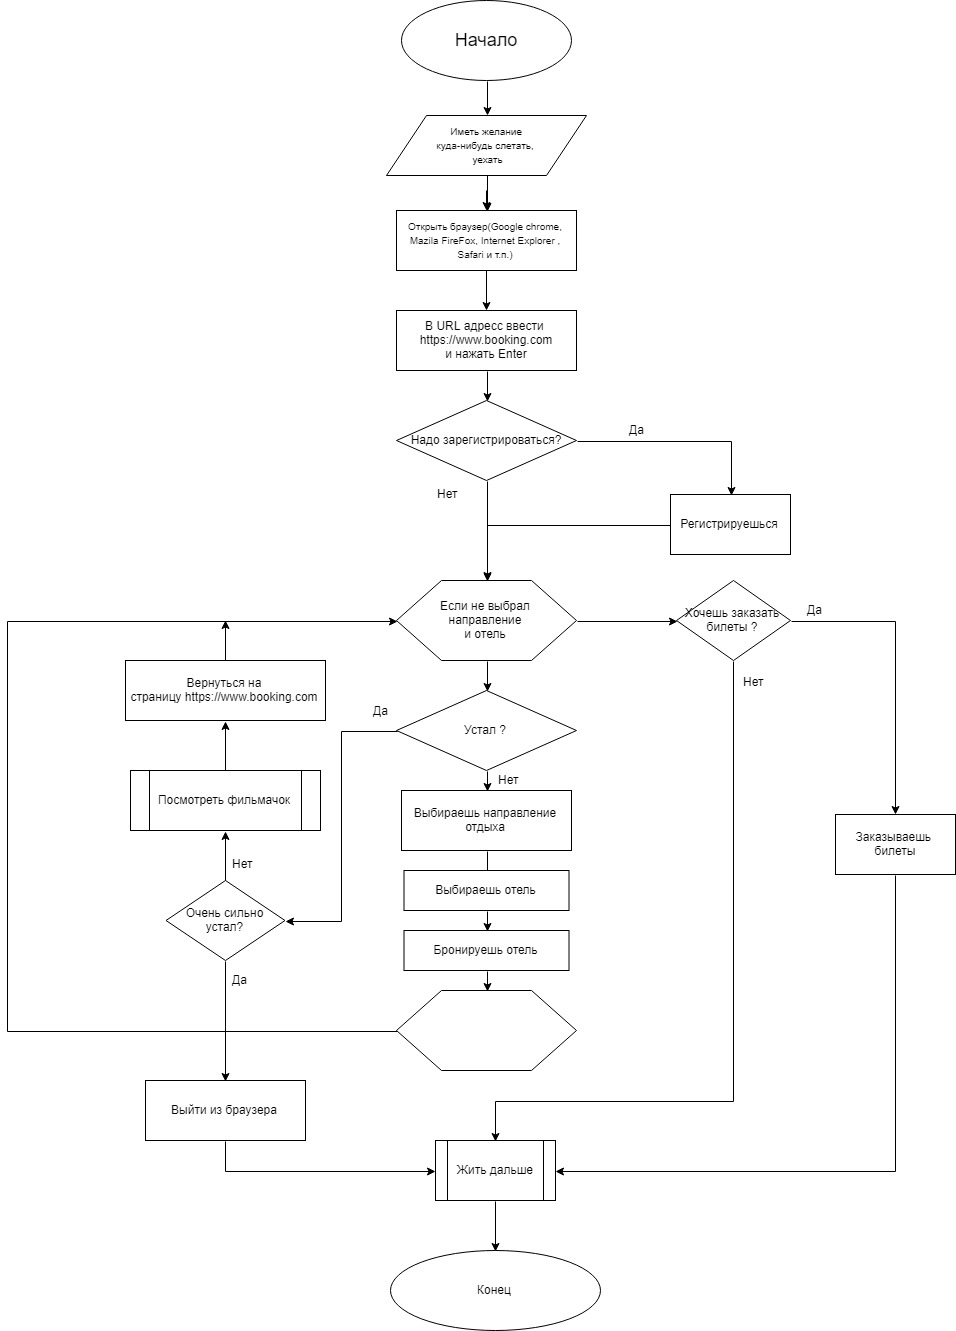 Начало
Иметь желание
куда-нибудь слетать,
уехать
Открыть браузер(Google chrome,
Mazila FireFox, Internet Explorer ,
Safari и т.п.)
В URL адресс ввести
https://www.booking.com
и нажать Enter
Надо зарегистрироваться?
Да
Нет
Регистрируешься
Если не выбрал
направление
и отель
Хочешь заказать
билеты ?
Да
Нет
Вернуться на
страницу https://www.booking.com
Да
Устал ?
Нет
Посмотреть фильмачок
Выбираешь направление
отдыха
Заказываешь
билеты
Нет
Выбираешь отель
Очень сильно
устал?
Бронируешь отель
Да
Выйти из браузера
Жить дальше
Конец